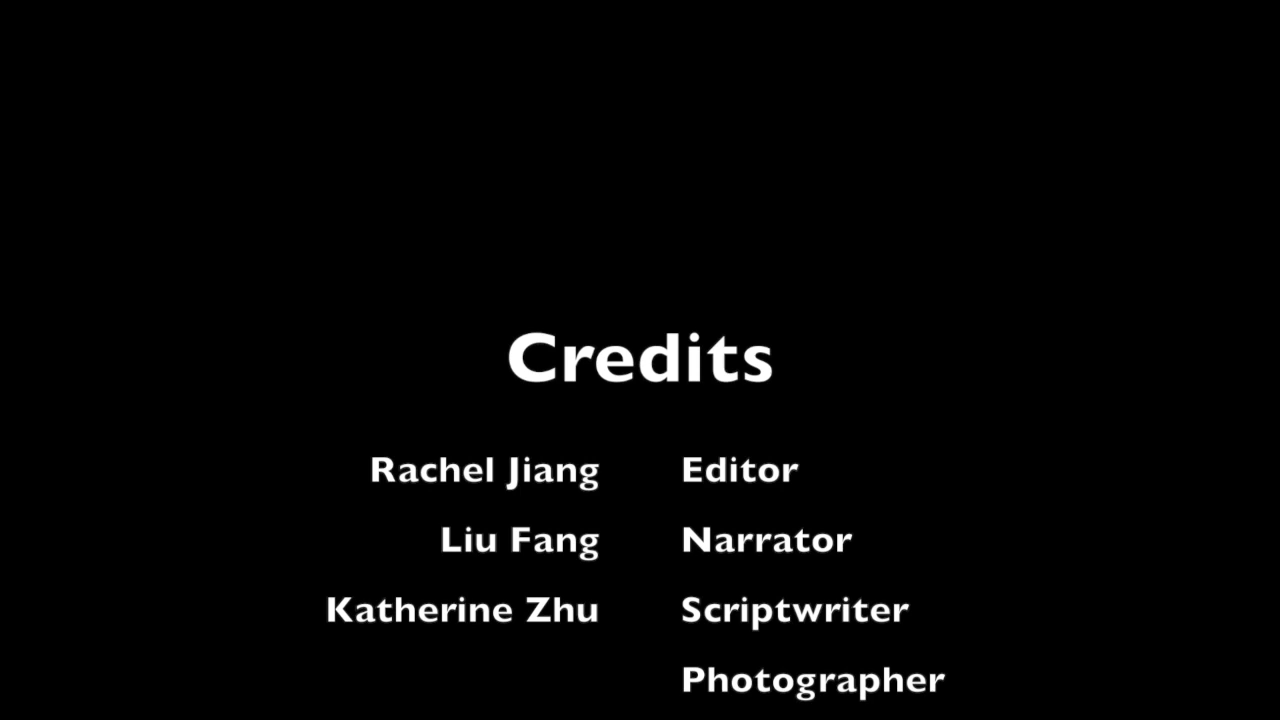 Credits
Rachel Jiang Editor
Liu Fang Narrator
Katherine Zhu Scriptwriter
Photographer